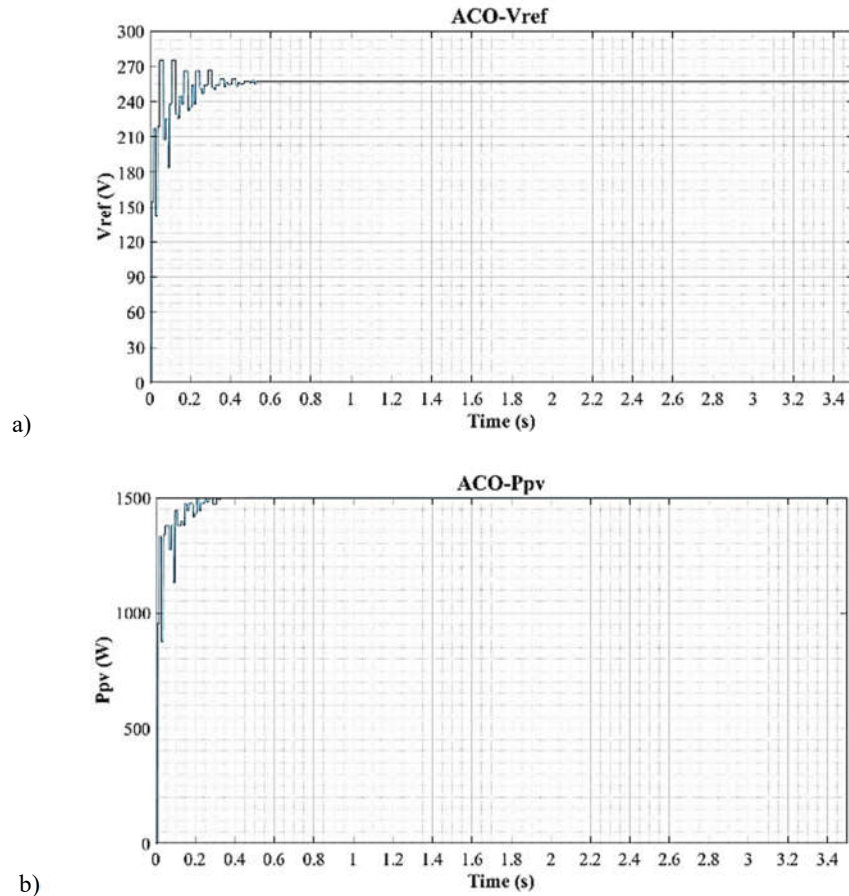 ACO-Vref
300
270
240
210
180
150
120
90
60
30
0
Vref (V)
0 0.2 0.4 0.6 0.8 1 1.2 1.4 1.6 1.8 2 2.2 2.4 2.6 2.8 3 3.2 3.4
Time (s)
a)
ACO-Ppv
1500
1000
500
0
Ppv (W)
0 0.2 0.4 0.6 0.8 1 1.2 1.4 1.6 1.8 2 2.2 2.4 2.6 2.8 3 3.2 3.4
Time (s)
b)